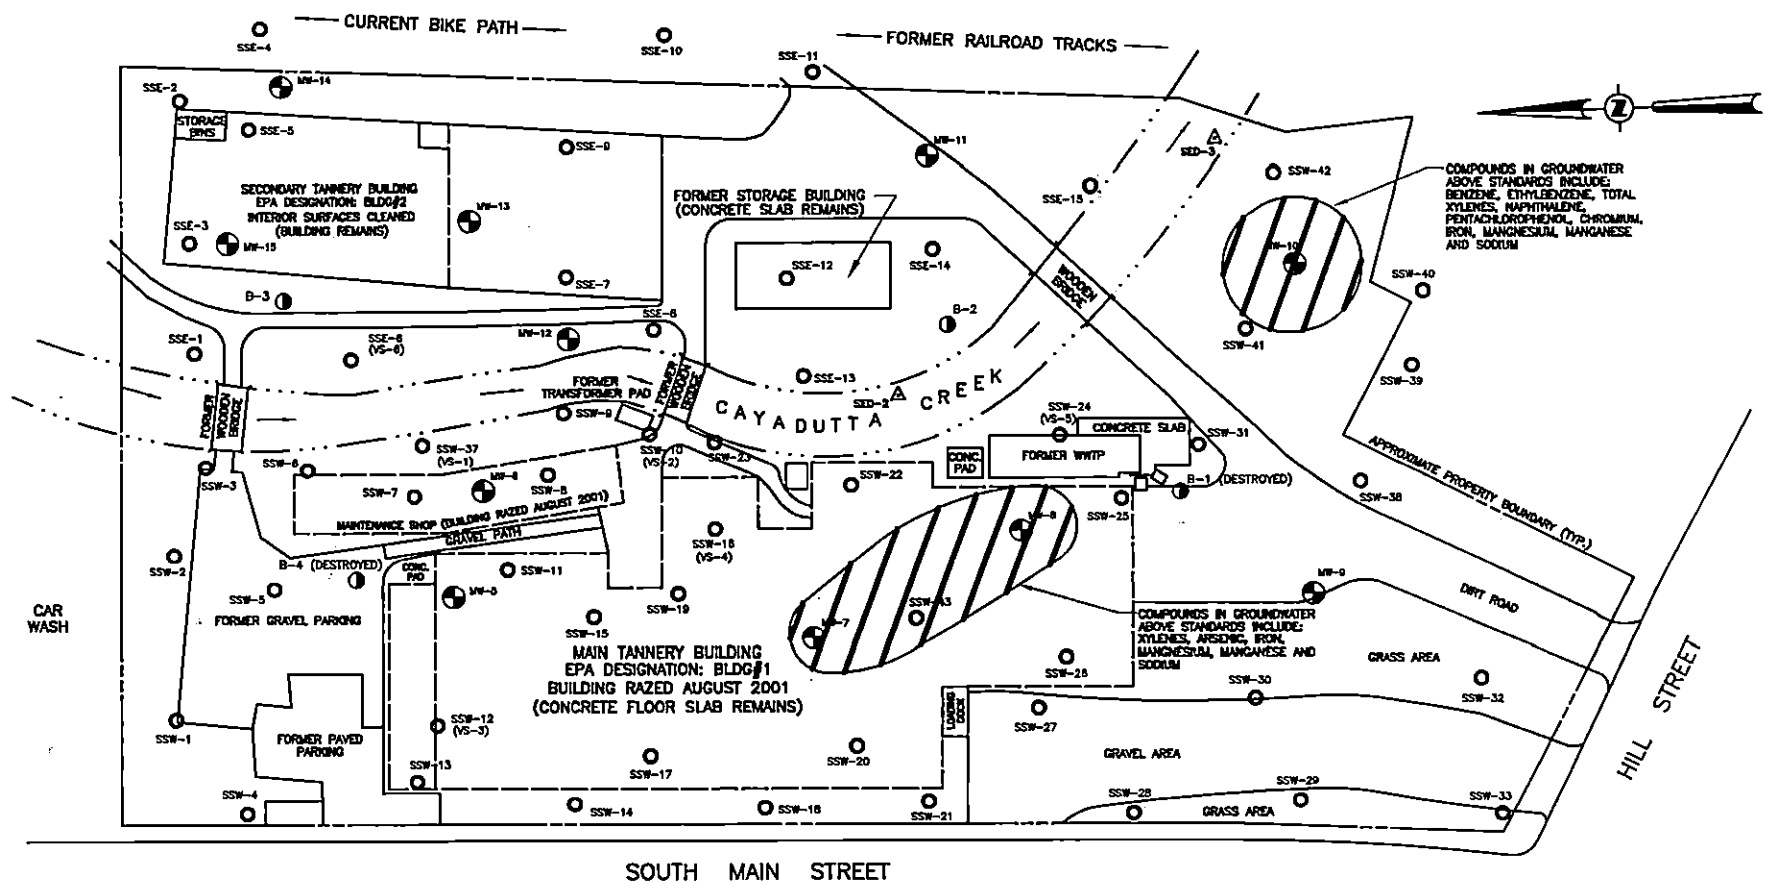 CURRENT BIKE PATH
FORMER RAILROAD TRACKS
SSE-4
SSE-10
SSE-11
SSE-2
MW-14
STORAGE
BINS
SSE-5
SSE-9
MW-11
SED-3
SSW-42
Z
COMPOUNDS IN GROUNDWATER
ABOVE STANDARDS INCLUDE:
BENZENE, ETHYLBENZENE, TOTAL
XYLENES, NAPHTHALENE,
PENTACHLOROPHENOL, CHROMIUM,
IRON, MANGNESIUM, MANGANESE
AND SODIUM
SECONDARY TANNERY BUILDING
EPA DESIGNATION: BLDG#2
INTERIOR SURFACES CLEANED
(BUILDING REMAINS)
MW-13
FORMER STORAGE BUILDING
(CONCRETE SLAB REMAINS)
SSE-15
SSE-3
MW-15
SSE-12
SSE-14
MW-10
SSW-40
SSE-7
B-3
WOODEN
BRIDGE
B-2
SSE-1
SSE-6
(VS-6)
MW-12
SSE-8
SSW-41
SSW-39
FORMER
WOODEN
BRIDGE
FORMER
TRANSFORMER PAD
FORMER
WOODEN
BRIDGE
SSE-13
SED-2
CAYADUTTA CREEK
SSW-9
SSW-37
(VS-1)
SSW-10
(VS-2)
SSW-23
SSW-24
(VS-5)
CONCRETE SLAB
SSW-31
CONC.
PAD
FORMER WWTP
B-1 (DESTROYED)
APPROXIMATE PROPERTY BOUNDARY (TYP.)
SSW-3
SSW-6
SSW-7
MW-6
SSW-8
SSW-22
SSW-25
SSW-38
MAINTENANCE SHOP (BUILDING RAZED AUGUST 2001)
GRAVEL PATH
SSW-18
(VS-4)
MW-8
SSW-2
B-4 (DESTROYED)
CONC.
PAD
SSW-11
SSW-5
MW-5
SSW-19
MW-9
DIRT ROAD
CAR
WASH
FORMER GRAVEL PARKING
SSW-15
MW-7
SSW-43
COMPOUNDS IN GROUNDWATER
ABOVE STANDARDS INCLUDE:
XYLENES, ARSENIC, IRON,
MANGNESIUM, MANGANESE AND
SODIUM
MAIN TANNERY BUILDING
EPA DESIGNATION: BLDG#1
BUILDING RAZED AUGUST 2001
(CONCRETE FLOOR SLAB REMAINS)
SSW-26
GRASS AREA
SSW-30
SSW-32
LOADING
DOCK
SSW-27
SSW-1
FORMER PAVED
PARKING
SSW-12
(VS-3)
SSW-17
SSW-20
GRAVEL AREA
SSW-13
SSW-4
SSW-14
SSW-16
SSW-21
SSW-28
SSW-29
GRASS AREA
SSW-33
HILL STREET
SOUTH MAIN STREET